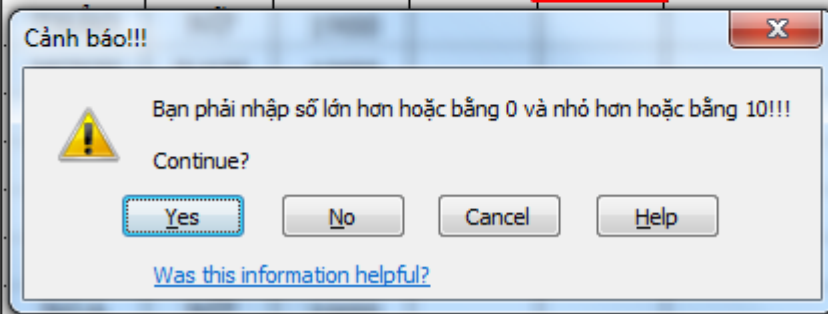 Cảnh báo!!!
Bạn phải nhập số lớn hơn hoặc bằng 0 và nhỏ hơn hoặc bằng 10!!!
Continue?
Yes No Cancel Help
Was this information helpful?